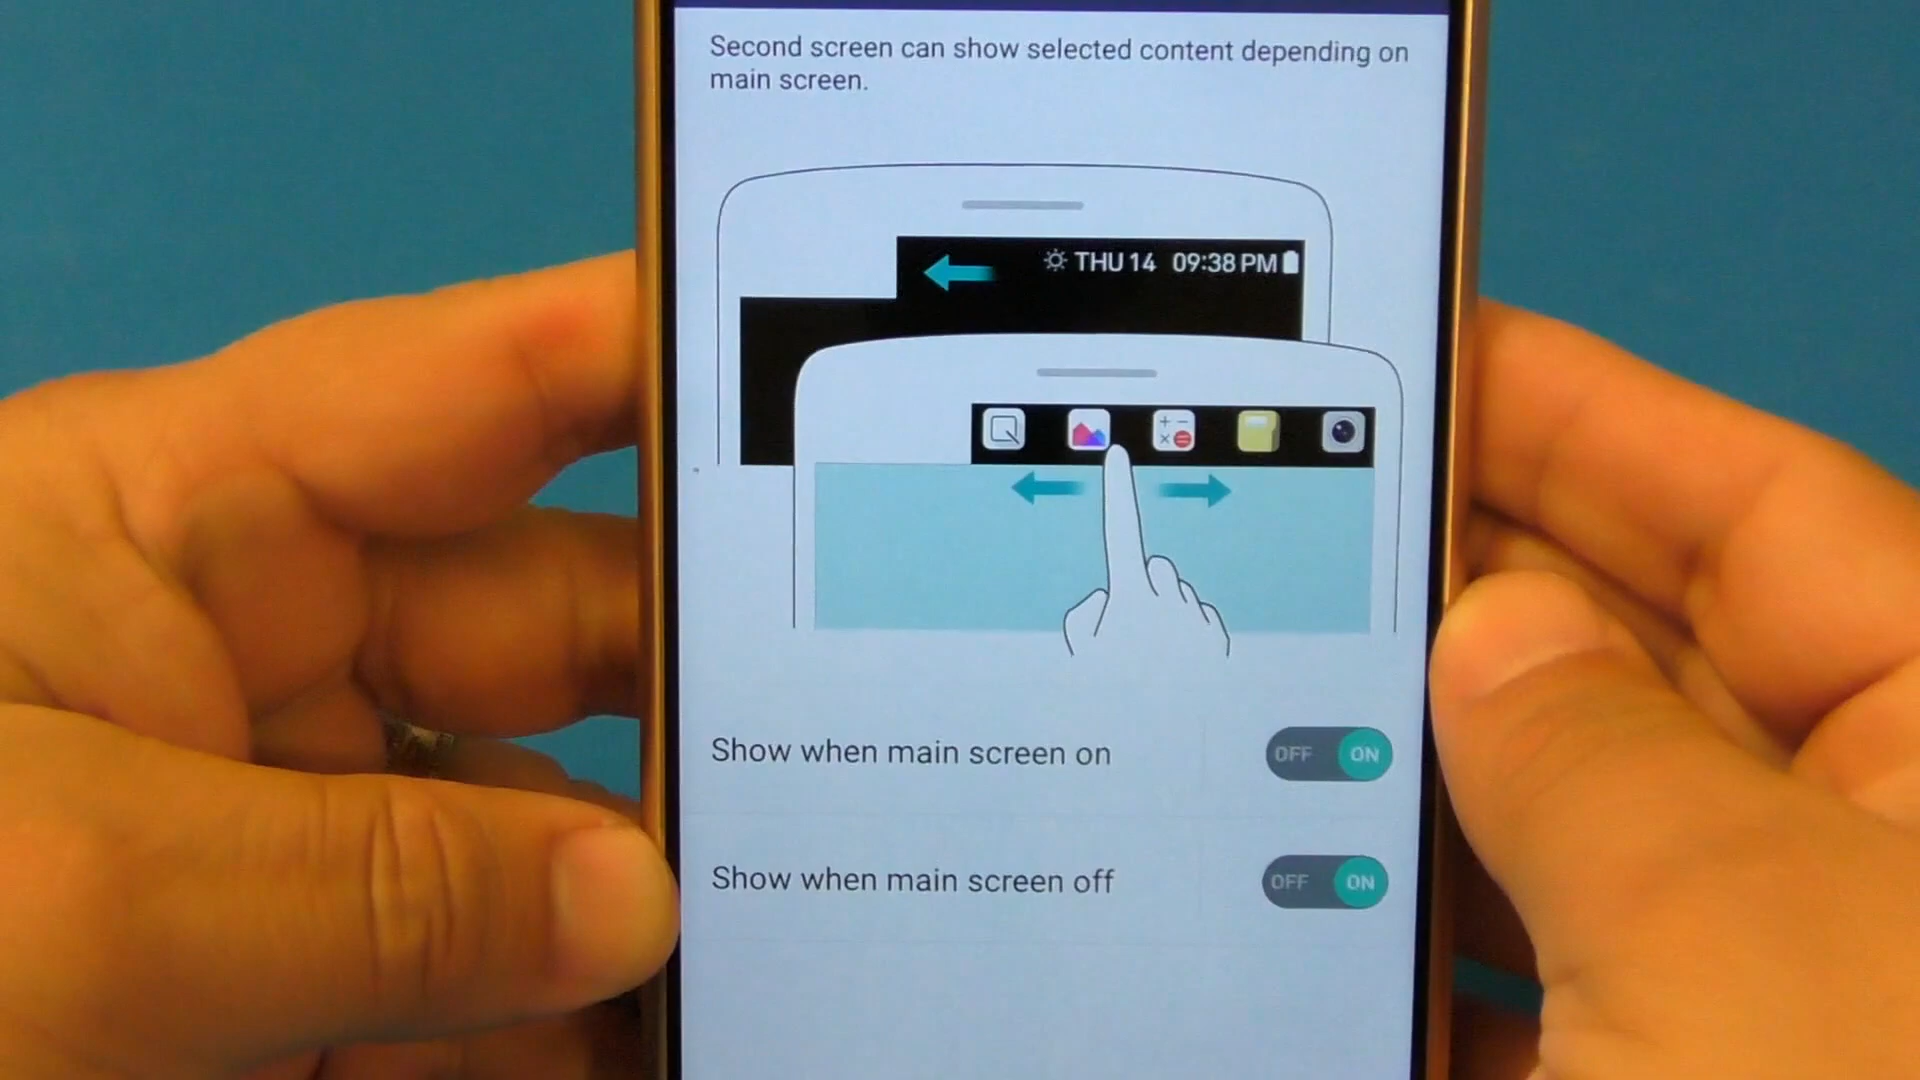 Second screen can show selected content depending on
main screen.
THU 14 09:38 PM
Show when main screen on
OFF ON
Show when main screen off
OFF ON